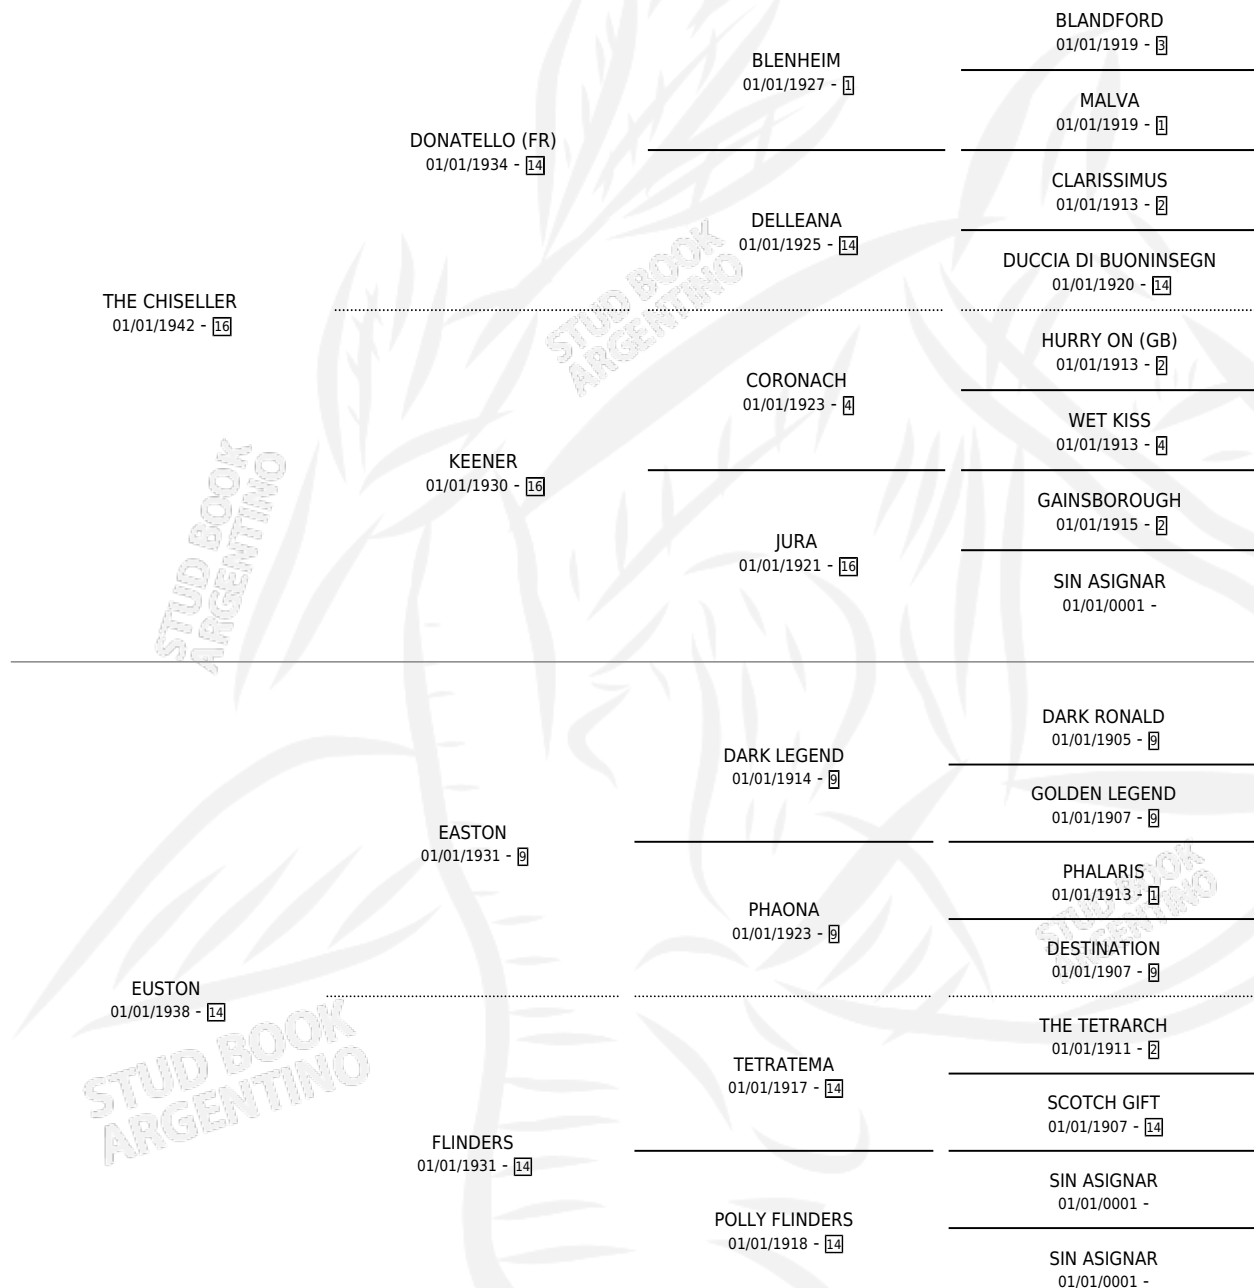 BLANDFORD
01/01/1919 - 3
BLENHEIM
01/01/1927 - 1
MALVA
01/01/1919 - 1
DONATELLO (FR)
01/01/1934 - 14
CLARISSIMUS
01/01/1913 - 2
DELLEANA
01/01/1925 - 14
DUCCIA DI BUONINSEGN
01/01/1920 - 14
THE CHISELLER
01/01/1942 - 16
HURRY ON (GB)
01/01/1913 - 2
CORONACH
01/01/1923 - 4
WET KISS
01/01/1913 - 4
KEENER
01/01/1930 - 16
GAINSBOROUGH
01/01/1915 - 2
JURA
01/01/1921 - 16
SIN ASIGNAR
01/01/0001 -
DARK RONALD
01/01/1905 - 9
DARK LEGEND
01/01/1914 - 9
GOLDEN LEGEND
01/01/1907 - 9
EASTON
01/01/1931 - 9
PHALARIS
01/01/1913 - 1
PHAONA
01/01/1923 - 9
DESTINATION
01/01/1907 - 9
EUSTON
01/01/1938 - 14
THE TETRARCH
01/01/1911 - 2
TETRATEMA
01/01/1917 - 14
SCOTCH GIFT
01/01/1907 - 14
FLINDERS
01/01/1931 - 14
SIN ASIGNAR
01/01/0001 -
POLLY FLINDERS
01/01/1918 - 14
SIN ASIGNAR
01/01/0001 -
STUD BOOK
ARGENTINO
STUD BOOK
ARGENTINO
STUD BOOK
ARGENTINO
STUD BOOK
ARGENTINO